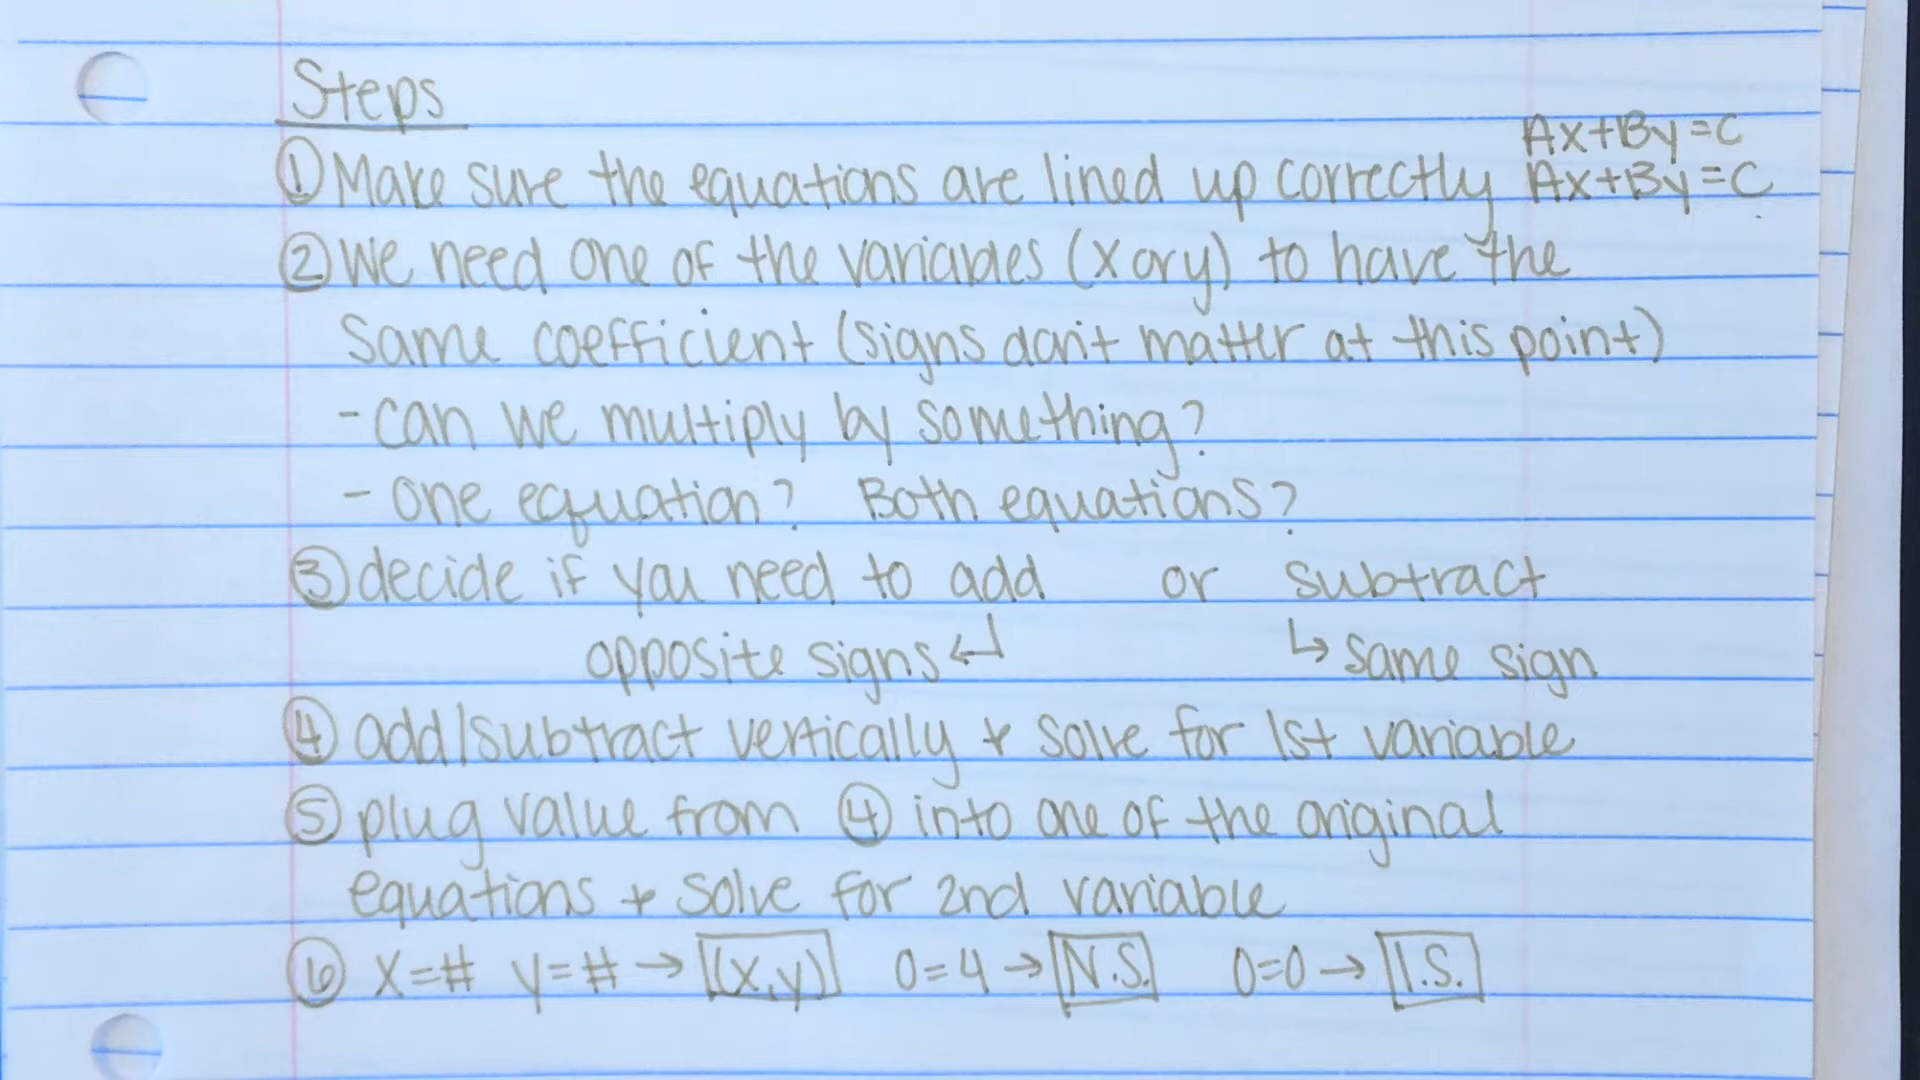 Steps
① Make sure the equations are lined up correctly Ax+By=C
Ax+By=C
② We need one of the variables (x or y) to have the
same coefficient (signs don't matter at this point)
- can we multiply by something?
- one equation? Both equations?
③ decide if you need to add or subtract
opposite signs ↵ ↳ same sign
④ add/subtract vertically + solve for 1st variable
⑤ plug value from ④ into one of the original
equations + solve for 2nd variable
⑥ x=# y=# → (x,y) 0=4 → N.S. 0=0 → I.S.